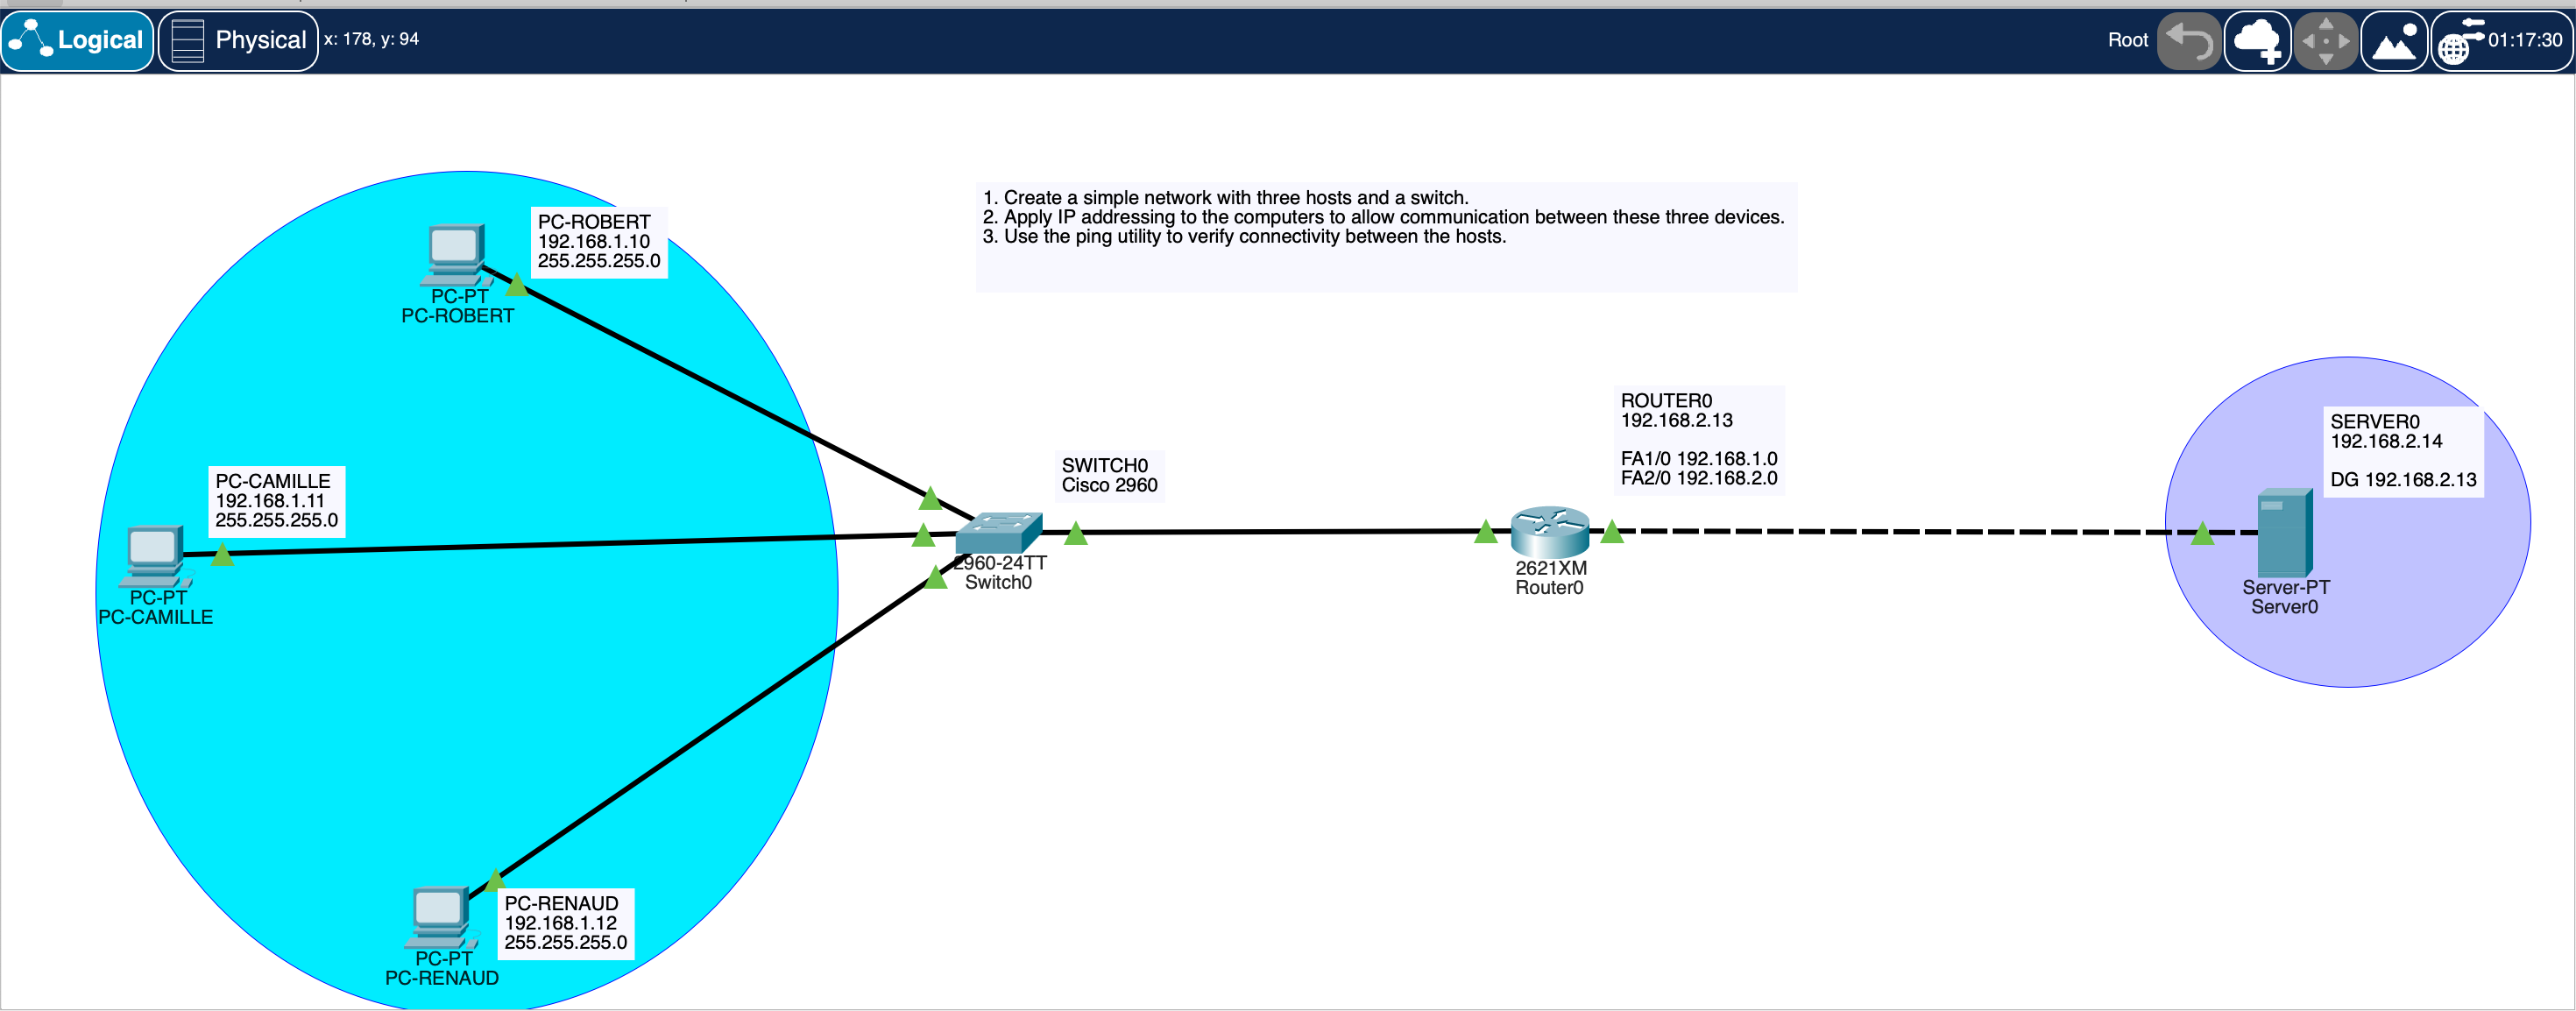 Logical
Physical
x: 178, y: 94
Root
01:17:30
1. Create a simple network with three hosts and a switch.
2. Apply IP addressing to the computers to allow communication between these three devices.
3. Use the ping utility to verify connectivity between the hosts.
PC-ROBERT
192.168.1.10
255.255.255.0
PC-PT
PC-ROBERT
PC-CAMILLE
192.168.1.11
255.255.255.0
PC-PT
PC-CAMILLE
PC-RENAUD
192.168.1.12
255.255.255.0
PC-PT
PC-RENAUD
SWITCH0
Cisco 2960
2960-24TT
Switch0
ROUTER0
192.168.2.13
FA1/0 192.168.1.0
FA2/0 192.168.2.0
2621XM
Router0
SERVER0
192.168.2.14
DG 192.168.2.13
Server-PT
Server0